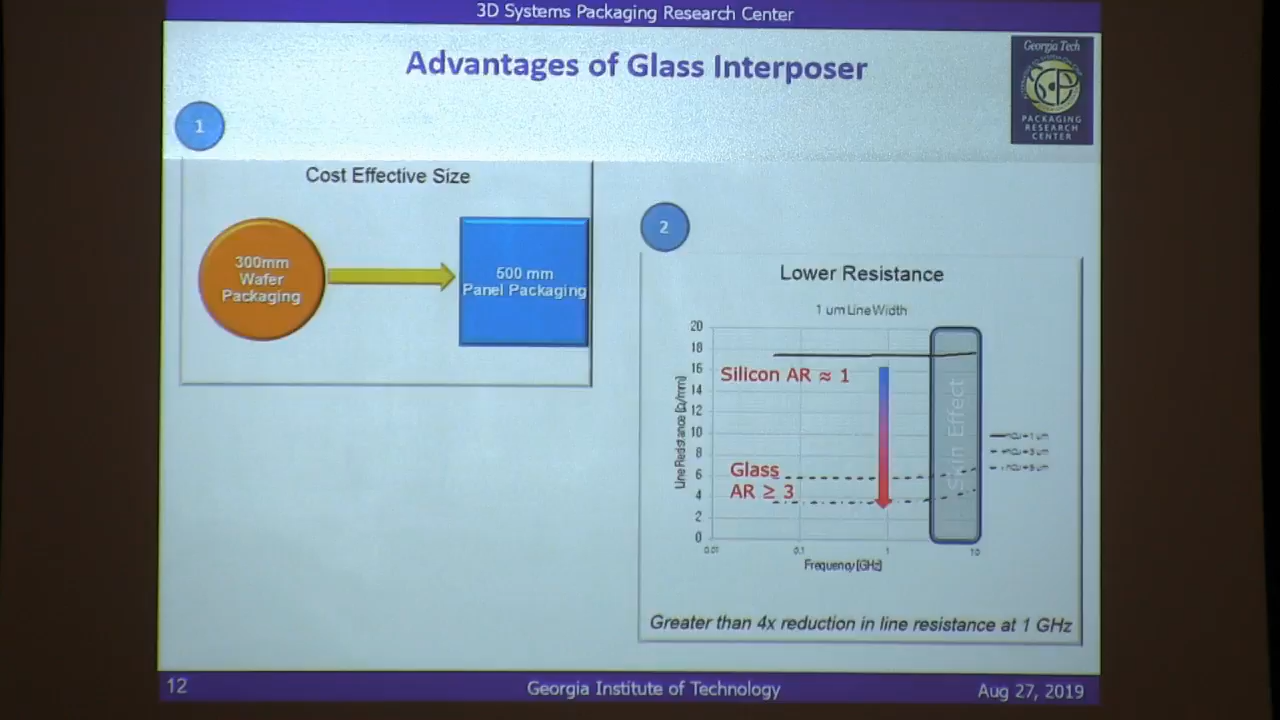 3D Systems Packaging Research Center
Advantages of Glass Interposer
Georgia Tech
PACKAGING
RESEARCH
CENTER
1
Cost Effective Size
300mm
Wafer
Packaging
500 mm
Panel Packaging
2
Lower Resistance
1 um Line Width
20
18
16
14
12
10
8
6
4
2
0
Line Resistance [Ω/mm]
Silicon AR ≈ 1
Glass
AR ≥ 3
Skin Effect
0.01
0.1
1
10
Frequency [GHz]
Greater than 4x reduction in line resistance at 1 GHz
12
Georgia Institute of Technology
Aug 27, 2019